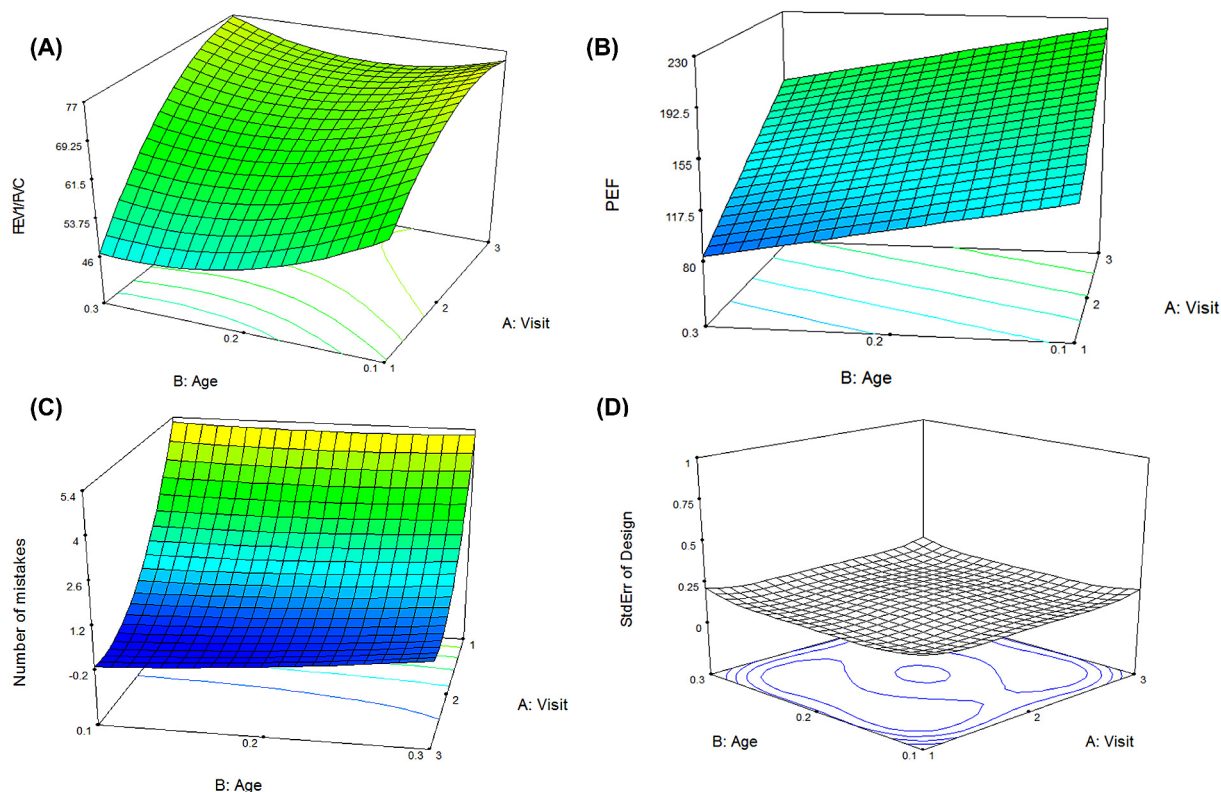 (A)
77
69.25
61.5
53.75
46
FEV1/FVC
0.3
0.2
0.1
1
2
3
B: Age
A: Visit
(B)
230
192.5
155
117.5
80
PEF
0.3
0.2
0.1
1
2
3
B: Age
A: Visit
(C)
5.4
4
2.6
1.2
-0.2
Number of mistakes
0.1
0.2
0.3
3
2
1
B: Age
A: Visit
(D)
1
0.75
0.5
0.25
0
StdErr of Design
0.3
0.2
0.1
1
2
3
B: Age
A: Visit